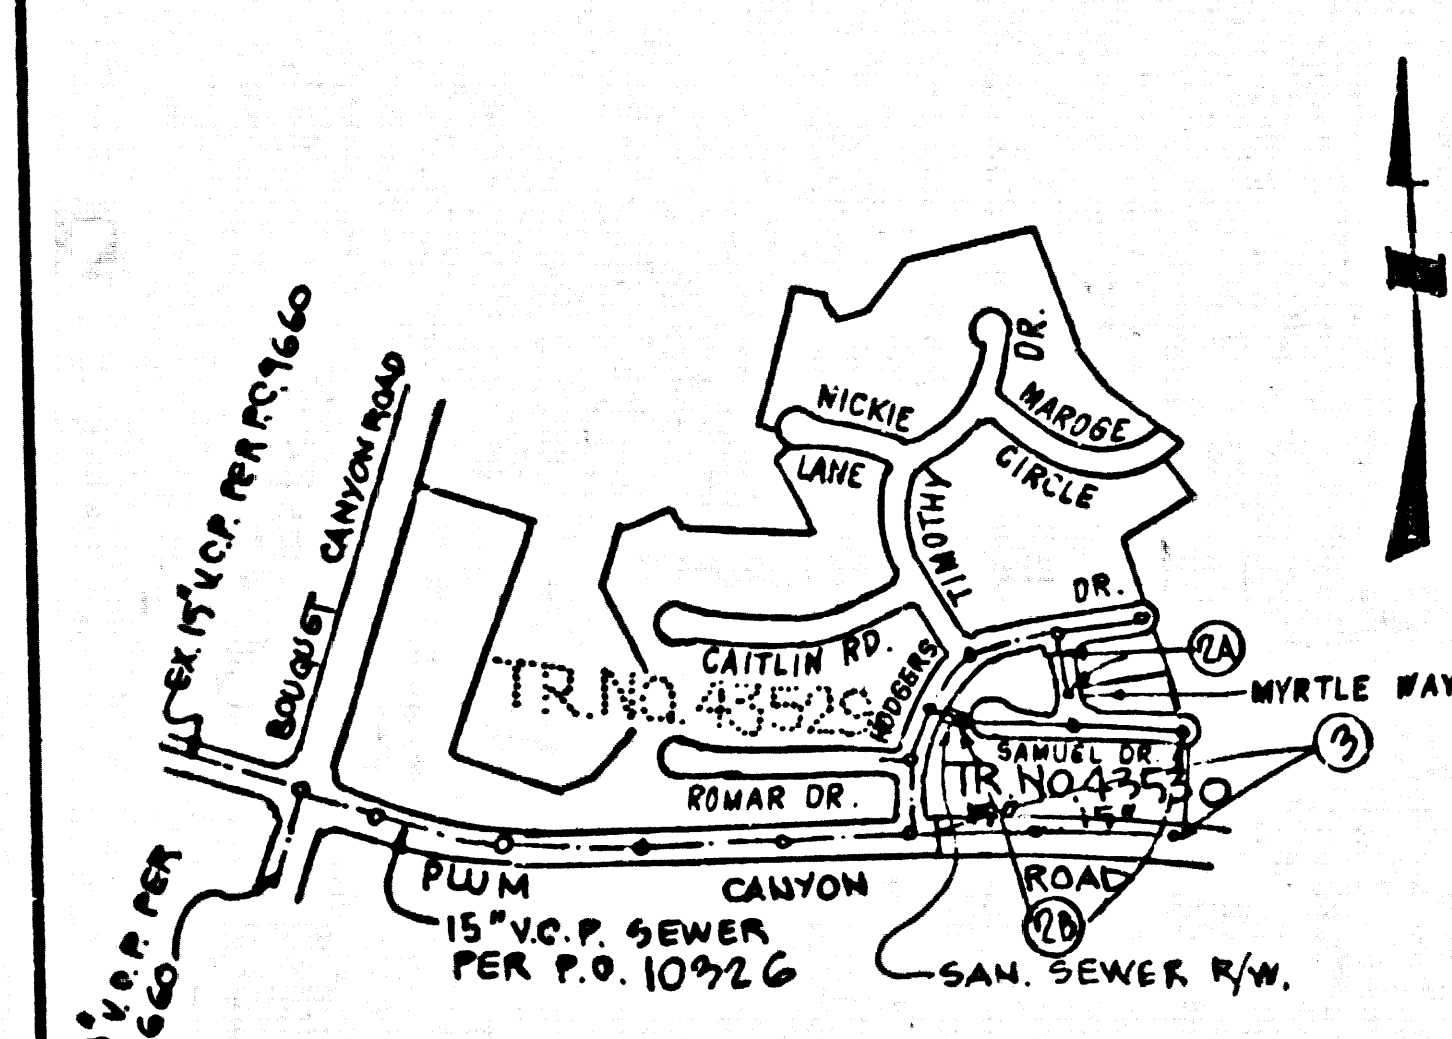 EX. 15" V.C.P. PER P.C. 9660
BOUQUET CANYON ROAD
NICKIE
LANE
DR.
MAROGE
CIRCLE
TIMOTHY
DR.
CAITLIN RD.
HODGERS
TR. NO. 43529
2A
MYRTLE WAY
3
SAMUEL DR.
TR. NO. 43530
ROMAR DR.
15"
PLUM CANYON ROAD
2B
15" V.C.P. SEWER
PER P.C. 10326
SAN. SEWER R/W.
" V.C.P. PER
660